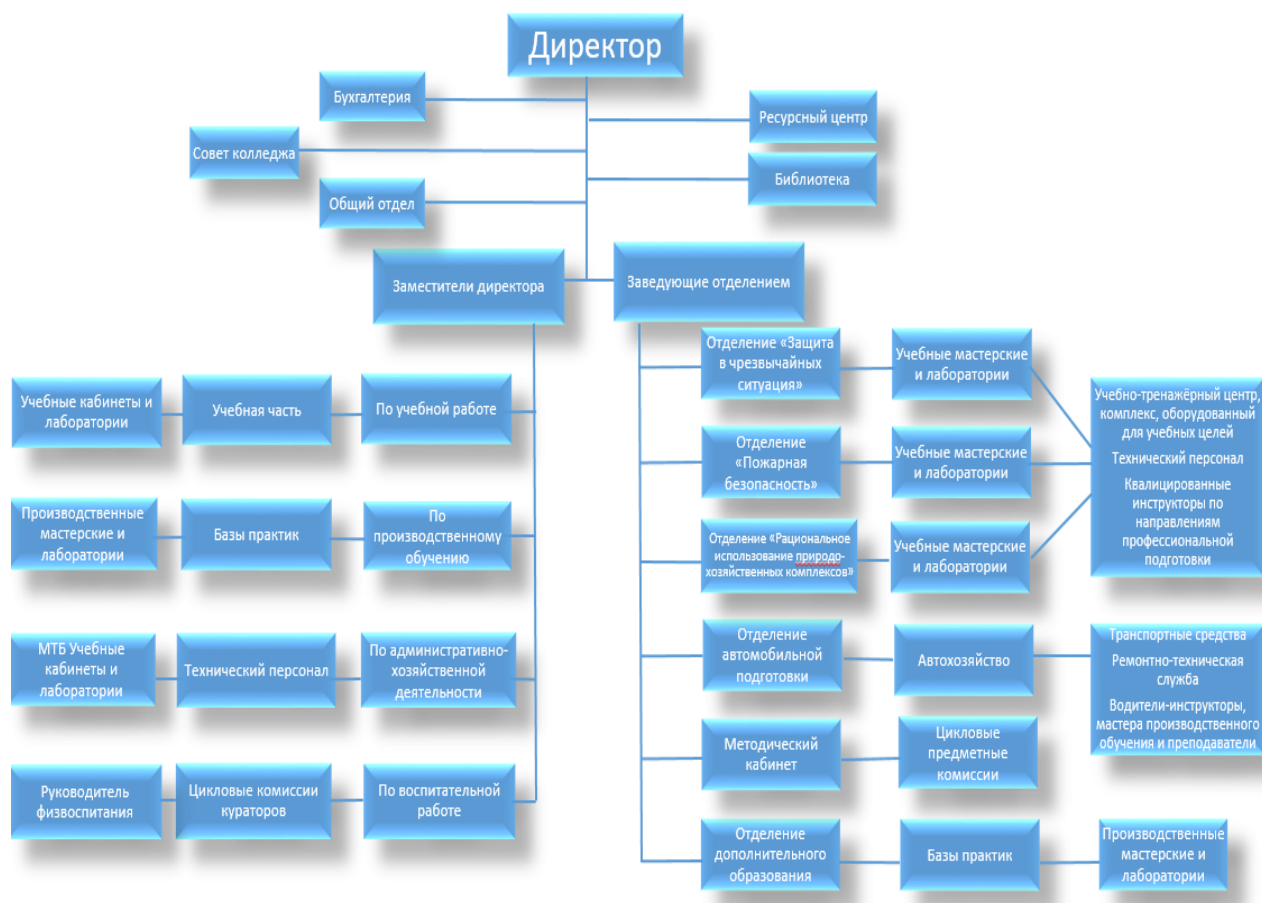 Директор
Бухгалтерия
Ресурсный центр
Совет колледжа
Библиотека
Общий отдел
Заместители директора
Заведующие отделением
По учебной работе
Учебная часть
Учебные кабинеты и
лаборатории
По
производственному
обучению
Базы практик
Производственные
мастерские и
лаборатории
По административно-
хозяйственной
деятельности
Технический персонал
МТБ Учебные
кабинеты и
лаборатории
По воспитательной
работе
Цикловые комиссии
кураторов
Руководитель
физвоспитания
Отделение «Защита
в чрезвычайных
ситуация»
Учебные мастерские
и лаборатории
Отделение
«Пожарная
безопасность»
Учебные мастерские
и лаборатории
Отделение «Рациональное
использование природо-
хозяйственных комплексов»
Учебные мастерские
и лаборатории
Учебно-тренажёрный центр,
комплекс, оборудованный
для учебных целей
Технический персонал
Квалицированные
инструкторы по
направлениям
профессиональной
подготовки
Отделение
автомобильной
подготовки
Автохозяйство
Транспортные средства
Ремонтно-техническая
служба
Водители-инструкторы,
мастера производственного
обучения и преподаватели
Методический
кабинет
Цикловые
предметные
комиссии
Отделение
дополнительного
образования
Базы практик
Производственные
мастерские и
лаборатории